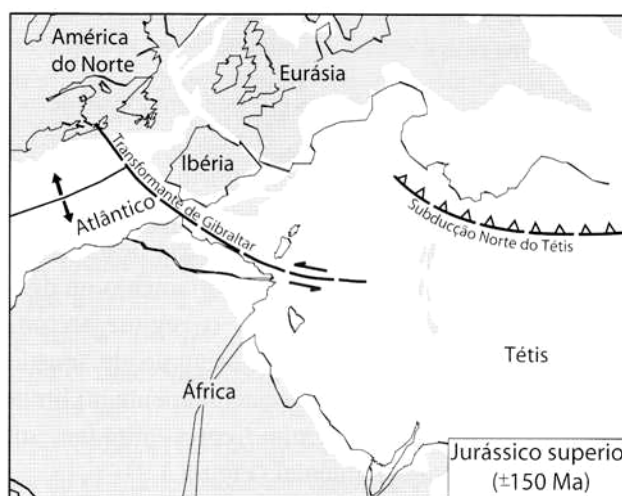 América
do Norte
Eurásia
Ibéria
Transformante de Gibraltar
Atlântico
Subducção Norte do Tétis
Tétis
África
Jurássico superio
(±150 Ma)